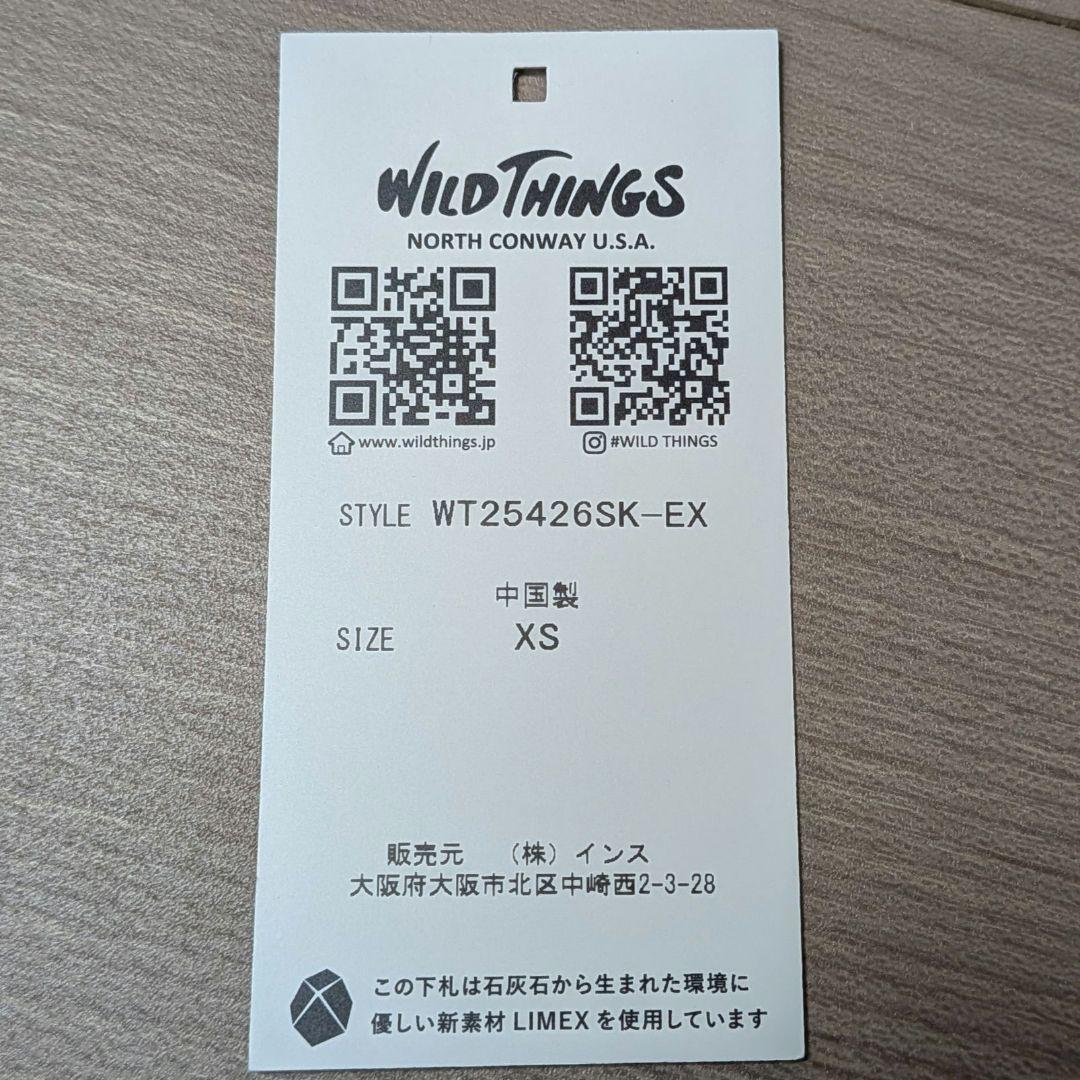 WILD THINGS
NORTH CONWAY U.S.A.
www.wildthings.jp
#WILD THINGS
STYLE WT25426SK-EX
中国製
SIZE XS
販売元 （株）インス
大阪府大阪市北区中崎西2-3-28
この下札は石灰石から生まれた環境に
優しい新素材 LIMEX を使用しています